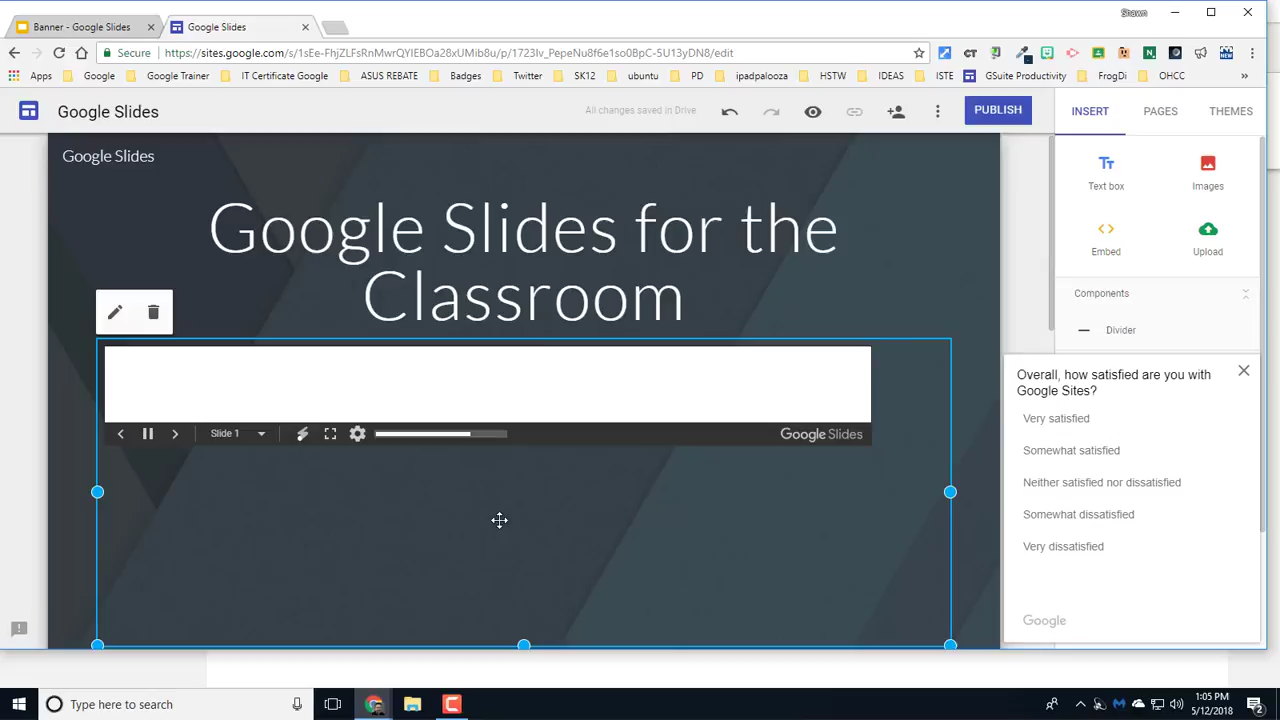 Shawn
Banner - Google Slides
Google Slides
Secure
https://sites.google.com/s/1sEe-FhjZLFsRnMwrQYlEBOa28xUMib8u/p/1723Iv_PepeNu8f6e1so0BpC-5U13yDN8/edit
Apps
Google
Google Trainer
IT Certificate Google
ASUS REBATE
Badges
Twitter
SK12
ubuntu
PD
ipadpalooza
HSTW
IDEAS
ISTE
GSuite Productivity
FrogDi
OHCC
»
Google Slides
All changes saved in Drive
PUBLISH
INSERT
PAGES
THEMES
Google Slides
Google Slides for the
Classroom
Slide 1
Google Slides
Tt
Text box
Images
Embed
Upload
Components
Divider
Overall, how satisfied are you with
Google Sites?
Very satisfied
Somewhat satisfied
Neither satisfied nor dissatisfied
Somewhat dissatisfied
Very dissatisfied
Google
Type here to search
1:05 PM
5/12/2018
2